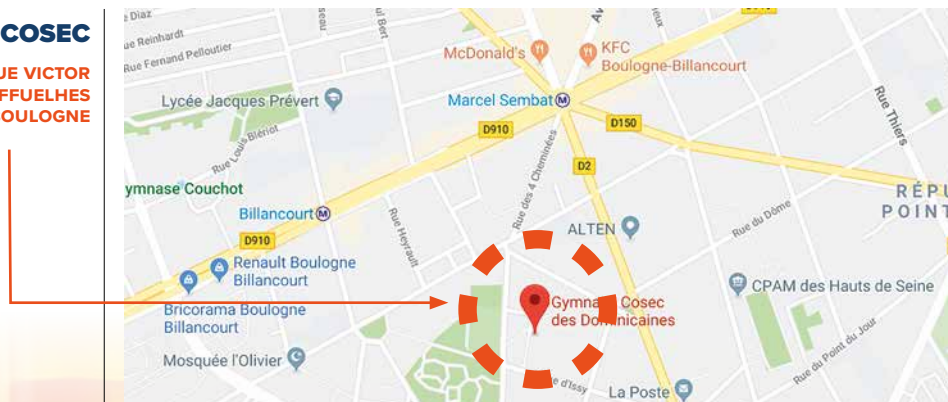 COSEC
UE VICTOR
FFUELHES
OULOGNE
e Diaz
ue Reinhardt
Rue Fernand Pelloutier
Lycée Jacques Prévert
Rue Louis Blériot
ymnase Couchot
Billancourt
D910
Renault Boulogne
Billancourt
Bricorama Boulogne
Billancourt
Mosquée l'Olivier
Rue Heyrault
McDonald's
KFC
Boulogne-Billancourt
Marcel Sembat
D910
D150
D2
Rue des 4 Cheminées
Rue Thiers
RÉPU
POINT
Rue du Dôme
ALTEN
CPAM des Hauts de Seine
Gymnase Cosec
des Dominicaines
Rue du Point du Jour
e d'Issy
La Poste